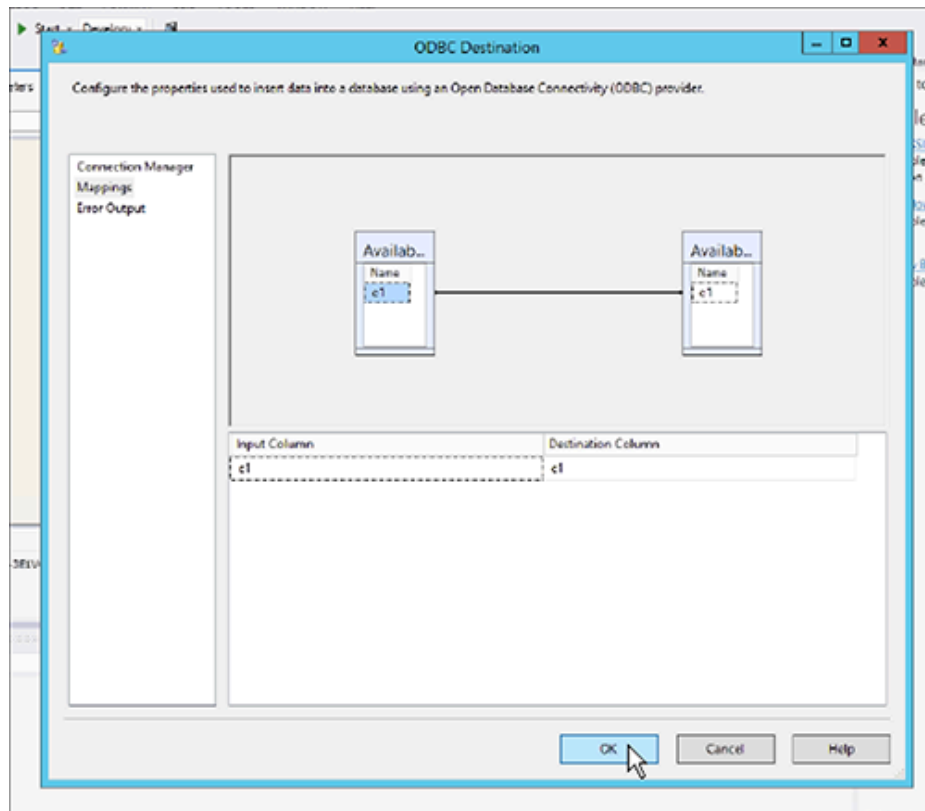 Start
Develop
ODBC Destination
Configure the properties used to insert data into a database using an Open Database Connectivity (ODBC) provider.
Connection Manager
Mappings
Error Output
Availab... Availab...
Name Name
c1 c1
Input Column Destination Column
c1 c1
OK Cancel Help